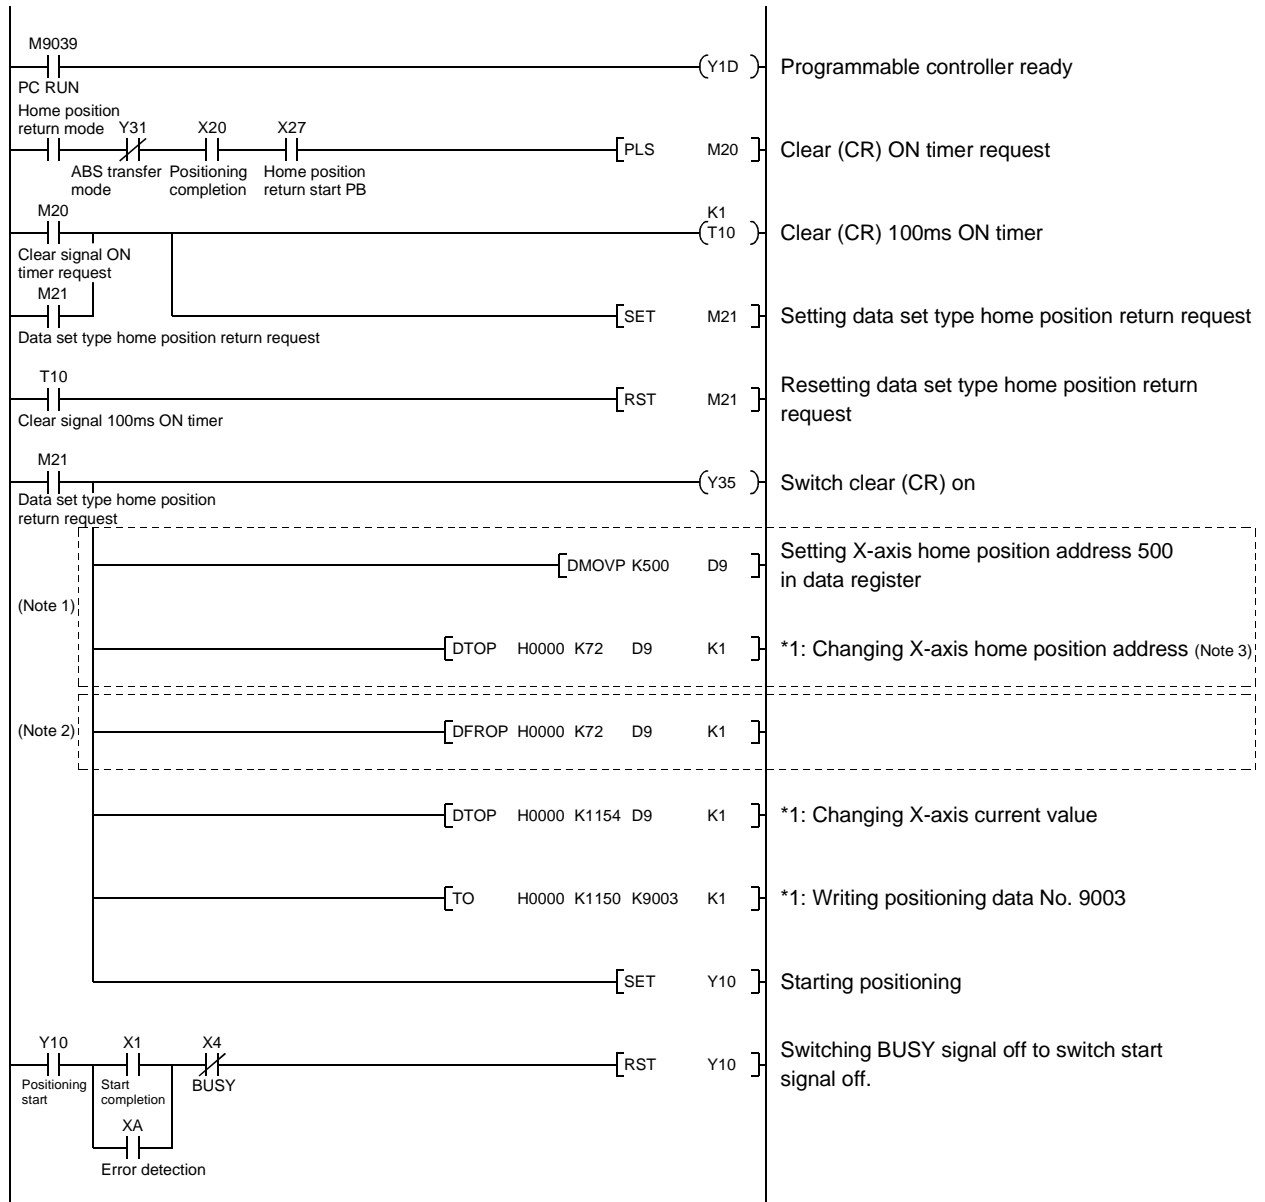 M9039
Y1D
Programmable controller ready
PC RUN
Home position
return mode
Y31
X20
X27
PLS M20
Clear (CR) ON timer request
ABS transfer
mode
Positioning
completion
Home position
return start PB
M20
K1
T10
Clear (CR) 100ms ON timer
Clear signal ON
timer request
M21
SET M21
Setting data set type home position return request
Data set type home position return request
T10
RST M21
Resetting data set type home position return
request
Clear signal 100ms ON timer
M21
Y35
Switch clear (CR) on
Data set type home position
return request
DMOVP K500 D9
Setting X-axis home position address 500
in data register
(Note 1)
DTOP H0000 K72 D9 K1
*1: Changing X-axis home position address (Note 3)
(Note 2)
DFROP H0000 K72 D9 K1
DTOP H0000 K1154 D9 K1
*1: Changing X-axis current value
TO H0000 K1150 K9003 K1
*1: Writing positioning data No. 9003
SET Y10
Starting positioning
Y10
X1
X4
RST Y10
Switching BUSY signal off to switch start
signal off.
Positioning
start
Start
completion
BUSY
XA
Error detection